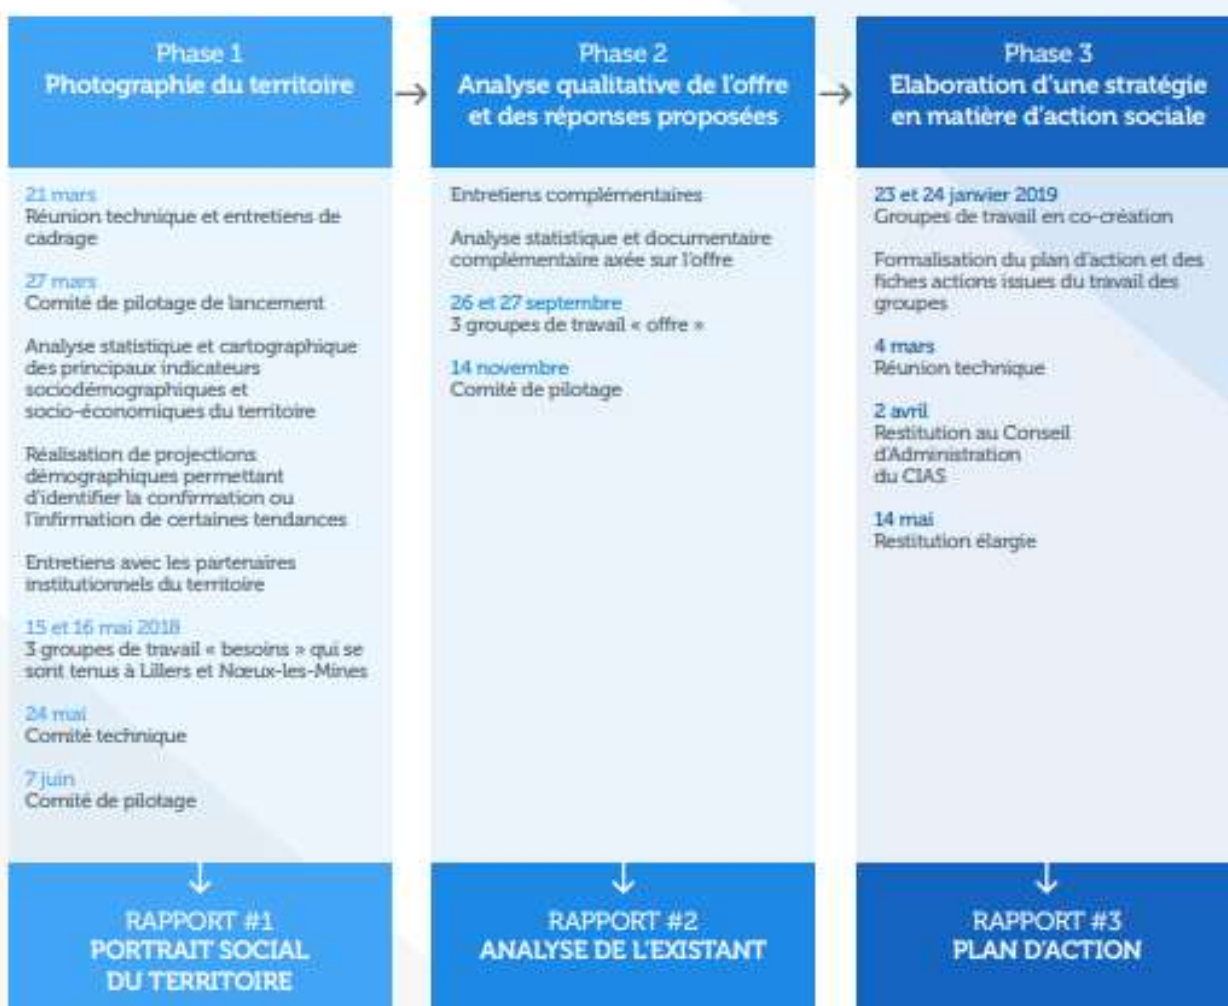 Phase 1
Photographie du territoire
21 mars
Réunion technique et entretiens de
cadrage
27 mars
Comité de pilotage de lancement
Analyse statistique et cartographique
des principaux indicateurs
sociodémographiques et
socio-économiques du territoire
Réalisation de projections
démographiques permettant
d'identifier la confirmation ou
l'infirmation de certaines tendances
Entretiens avec les partenaires
institutionnels du territoire
15 et 16 mai 2018
3 groupes de travail « besoins » qui se
sont tenus à Lillers et Nœux-les-Mines
24 mai
Comité technique
7 juin
Comité de pilotage
RAPPORT #1
PORTRAIT SOCIAL
DU TERRITOIRE
Phase 2
Analyse qualitative de l'offre
et des réponses proposées
Entretiens complémentaires
Analyse statistique et documentaire
complémentaire axée sur l'offre
26 et 27 septembre
3 groupes de travail « offre »
14 novembre
Comité de pilotage
RAPPORT #2
ANALYSE DE L'EXISTANT
Phase 3
Elaboration d'une stratégie
en matière d'action sociale
23 et 24 janvier 2019
Groupes de travail en co-création
Formalisation du plan d'action et des
fiches actions issues du travail des
groupes
4 mars
Réunion technique
2 avril
Restitution au Conseil
d'Administration
du CIAS
14 mai
Restitution élargie
RAPPORT #3
PLAN D'ACTION